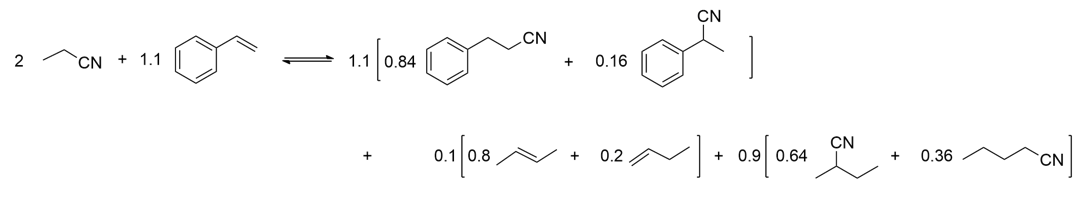 2 CN + 1.1 1.1 [ 0.84 CN + 0.16 CN ]
+ 0.1 [ 0.8 + 0.2 ] + 0.9 [ 0.64 CN + 0.36 CN ]